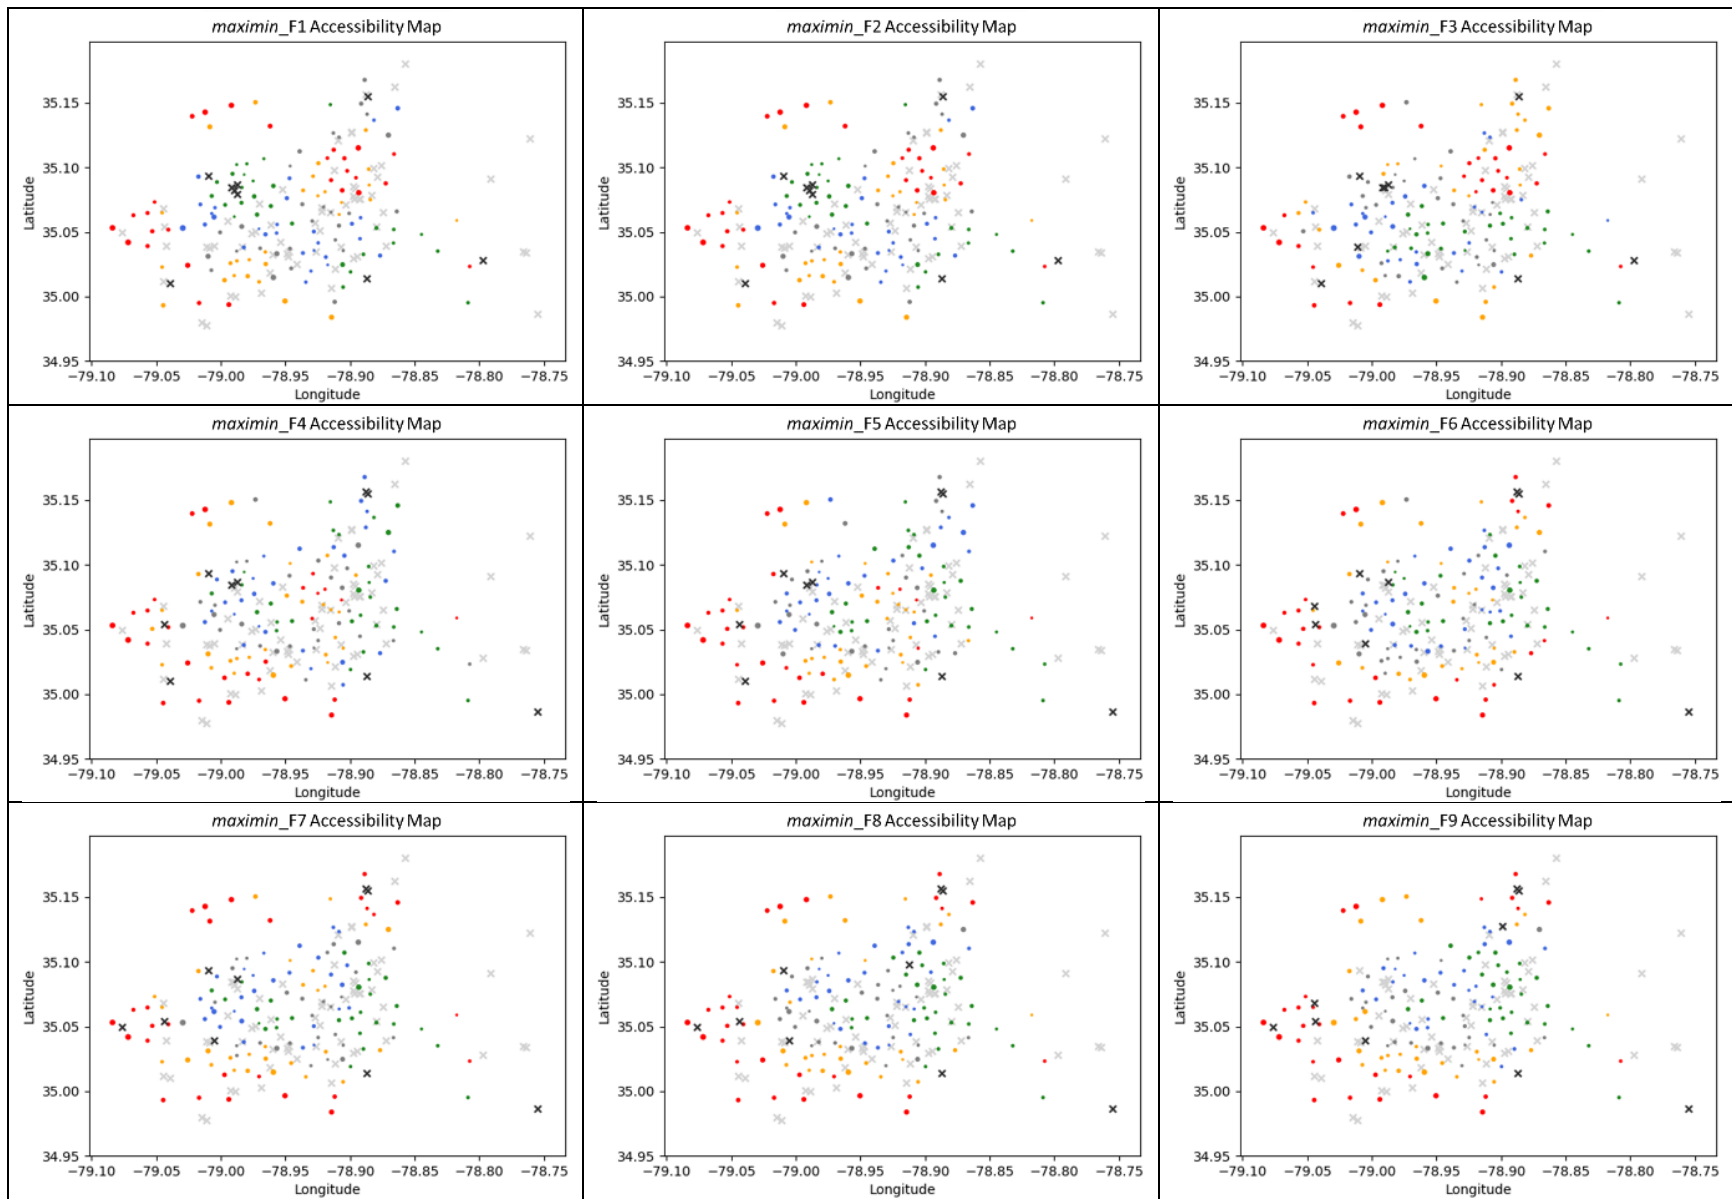 maximin_F1 Accessibility Map
35.15
35.10
35.05
35.00
34.95
Latitude
−79.10 −79.05 −79.00 −78.95 −78.90 −78.85 −78.80 −78.75
Longitude
maximin_F2 Accessibility Map
35.15
35.10
35.05
35.00
34.95
Latitude
−79.10 −79.05 −79.00 −78.95 −78.90 −78.85 −78.80 −78.75
Longitude
maximin_F3 Accessibility Map
35.15
35.10
35.05
35.00
34.95
Latitude
−79.10 −79.05 −79.00 −78.95 −78.90 −78.85 −78.80 −78.75
Longitude
maximin_F4 Accessibility Map
35.15
35.10
35.05
35.00
34.95
Latitude
−79.10 −79.05 −79.00 −78.95 −78.90 −78.85 −78.80 −78.75
Longitude
maximin_F5 Accessibility Map
35.15
35.10
35.05
35.00
34.95
Latitude
−79.10 −79.05 −79.00 −78.95 −78.90 −78.85 −78.80 −78.75
Longitude
maximin_F6 Accessibility Map
35.15
35.10
35.05
35.00
34.95
Latitude
−79.10 −79.05 −79.00 −78.95 −78.90 −78.85 −78.80 −78.75
Longitude
maximin_F7 Accessibility Map
35.15
35.10
35.05
35.00
34.95
Latitude
−79.10 −79.05 −79.00 −78.95 −78.90 −78.85 −78.80 −78.75
Longitude
maximin_F8 Accessibility Map
35.15
35.10
35.05
35.00
34.95
Latitude
−79.10 −79.05 −79.00 −78.95 −78.90 −78.85 −78.80 −78.75
Longitude
maximin_F9 Accessibility Map
35.15
35.10
35.05
35.00
34.95
Latitude
−79.10 −79.05 −79.00 −78.95 −78.90 −78.85 −78.80 −78.75
Longitude